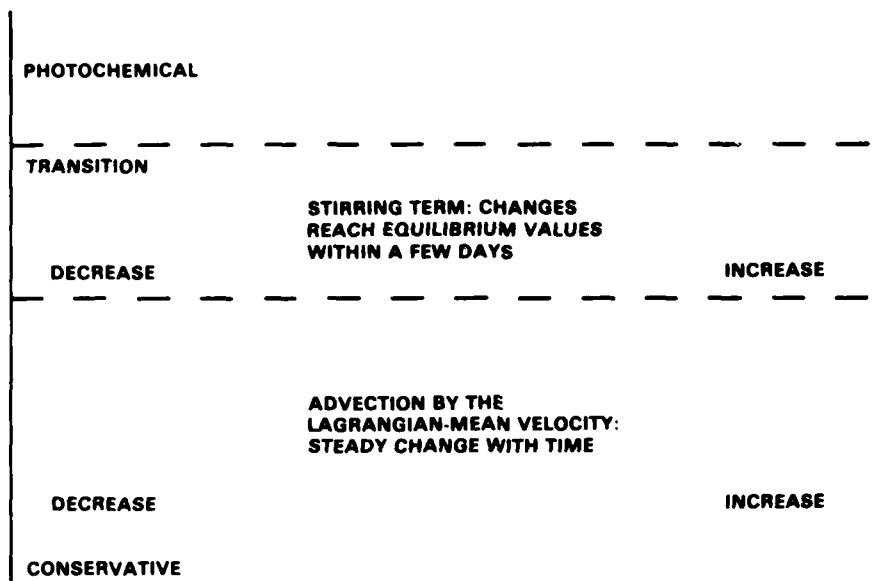 PHOTOCHEMICAL
TRANSITION
STIRRING TERM: CHANGES
REACH EQUILIBRIUM VALUES
WITHIN A FEW DAYS
DECREASE
INCREASE
ADVECTION BY THE
LAGRANGIAN-MEAN VELOCITY:
STEADY CHANGE WITH TIME
DECREASE
INCREASE
CONSERVATIVE